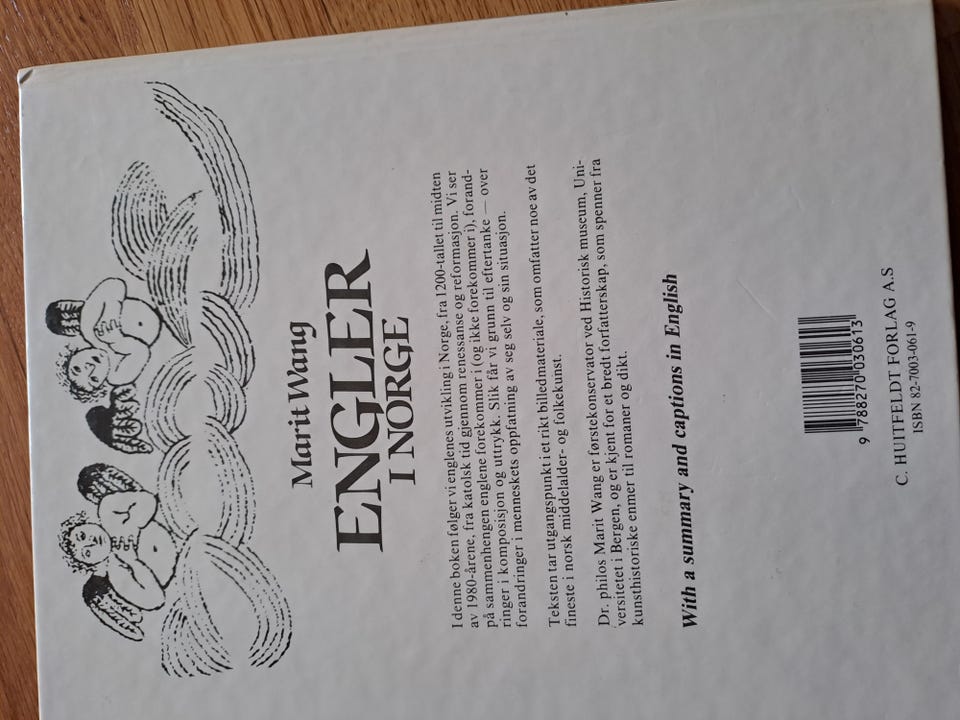 Marit Wang
ENGLER
I NORGE
I denne boken følger vi englenes utvikling i Norge, fra 1200-tallet til midten
av 1980-årene, fra katolsk tid gjennom renessanse og reformasjon. Vi ser
på sammenhengen englene forekommer i (og ikke forekommer i), forand-
ringer i komposisjon og uttrykk. Slik får vi grunn til eftertanke — over
forandringer i menneskets oppfatning av seg selv og sin situasjon.
Teksten tar utgangspunkt i et rikt billedmateriale, som omfatter noe av det
fineste i norsk middelalder- og folkekunst.
Dr. philos Marit Wang er førstekonservator ved Historisk museum, Uni-
versitetet i Bergen, og er kjent for et bredt forfatterskap, som spenner fra
kunsthistoriske enmer til romaner og dikt.
With a summary and captions in English
9 788270 030613
C. HUITFELDT FORLAG A.S
ISBN 82-7003-061-9